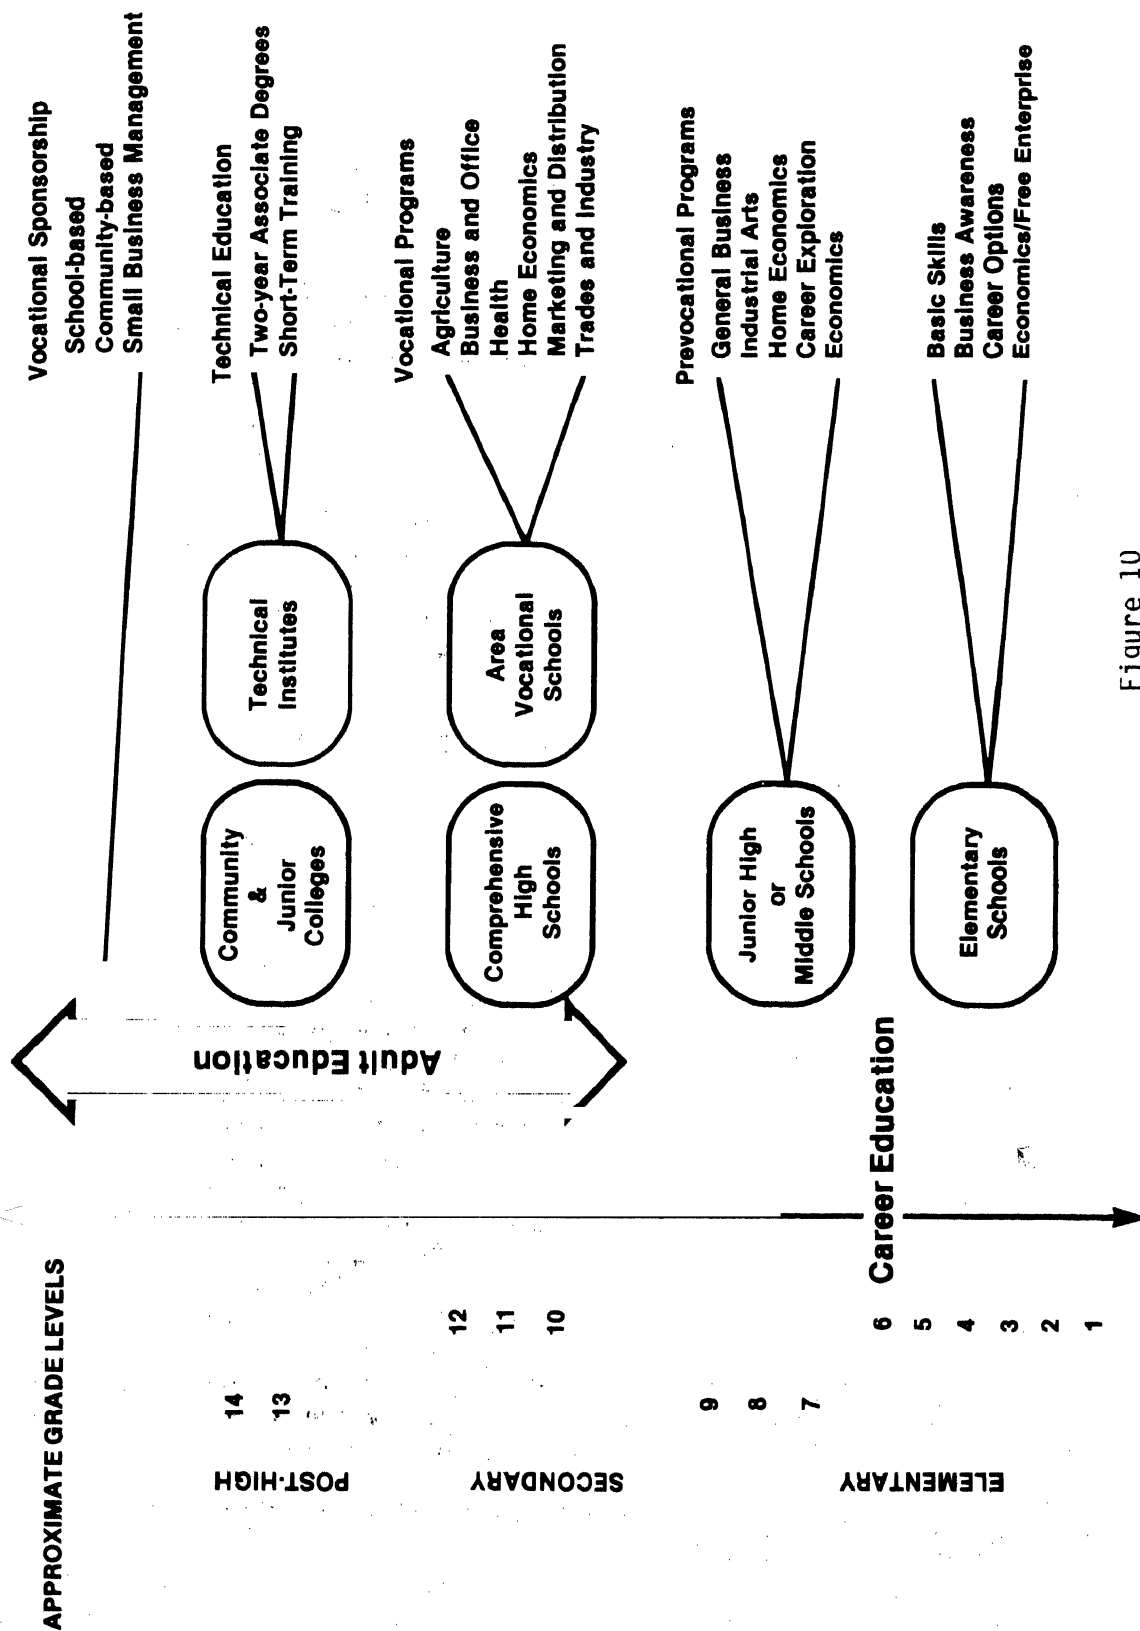 APPROXIMATE GRADE LEVELS
POST-HIGH
14
13
SECONDARY
12
11
10
9
8
7
ELEMENTARY
6
5
4
3
2
1
Career Education
Adult Education
Community
&
Junior
Colleges
Technical
Institutes
Comprehensive
High
Schools
Area
Vocational
Schools
Junior High
or
Middle Schools
Elementary
Schools
Vocational Sponsorship
School-based
Community-based
Small Business Management
Technical Education
Two-year Associate Degrees
Short-Term Training
Vocational Programs
Agriculture
Business and Office
Health
Home Economics
Marketing and Distribution
Trades and Industry
Prevocational Programs
General Business
Industrial Arts
Home Economics
Career Exploration
Economics
Basic Skills
Business Awareness
Career Options
Economics/Free Enterprise
Figure 10